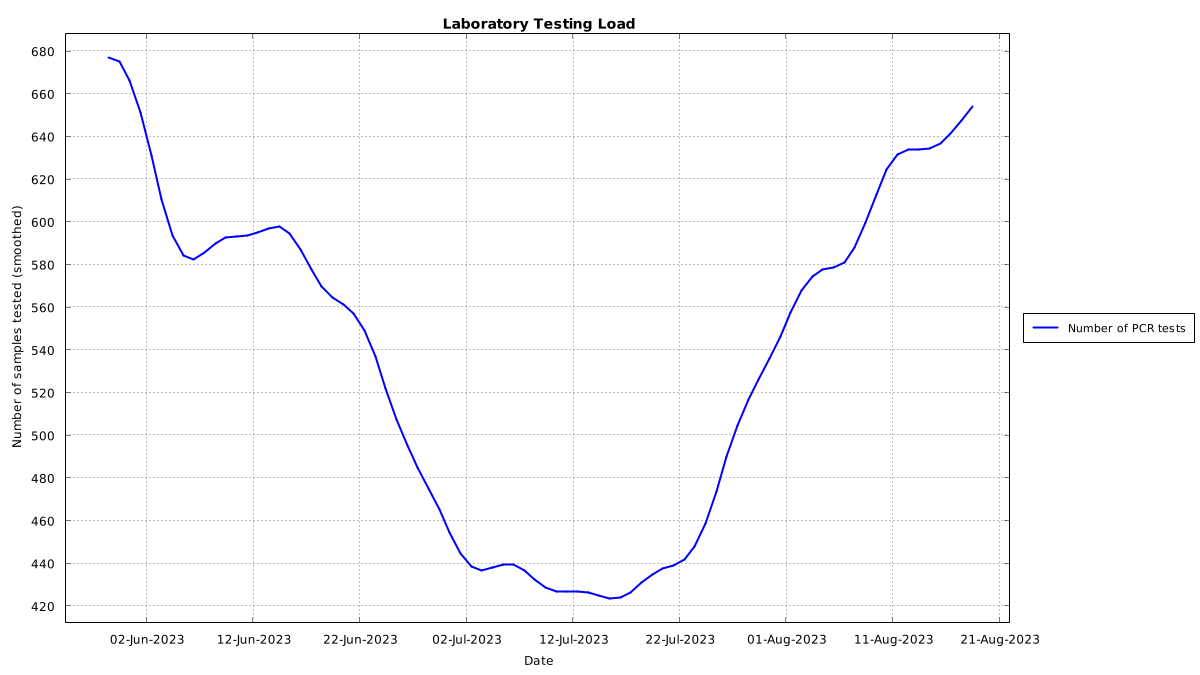 Laboratory Testing Load
Number of samples tested (smoothed)
680
660
640
620
600
580
560
540
520
500
480
460
440
420
02-Jun-2023 12-Jun-2023 22-Jun-2023 02-Jul-2023 12-Jul-2023 22-Jul-2023 01-Aug-2023 11-Aug-2023 21-Aug-2023
Date
Number of PCR tests